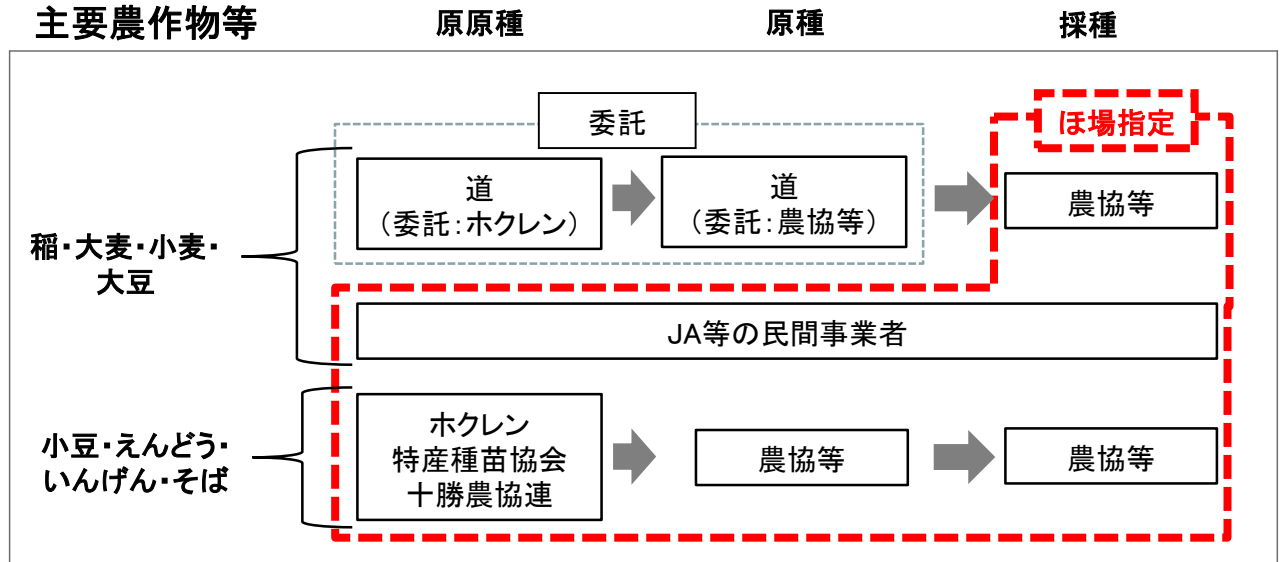 主要農作物等
原原種
原種
採種
委託
ほ場指定
道
（委託：ホクレン）
道
（委託：農協等）
農協等
稲・大麦・小麦・
大豆
JA等の民間事業者
小豆・えんどう・
いんげん・そば
ホクレン
特産種苗協会
十勝農協連
農協等
農協等